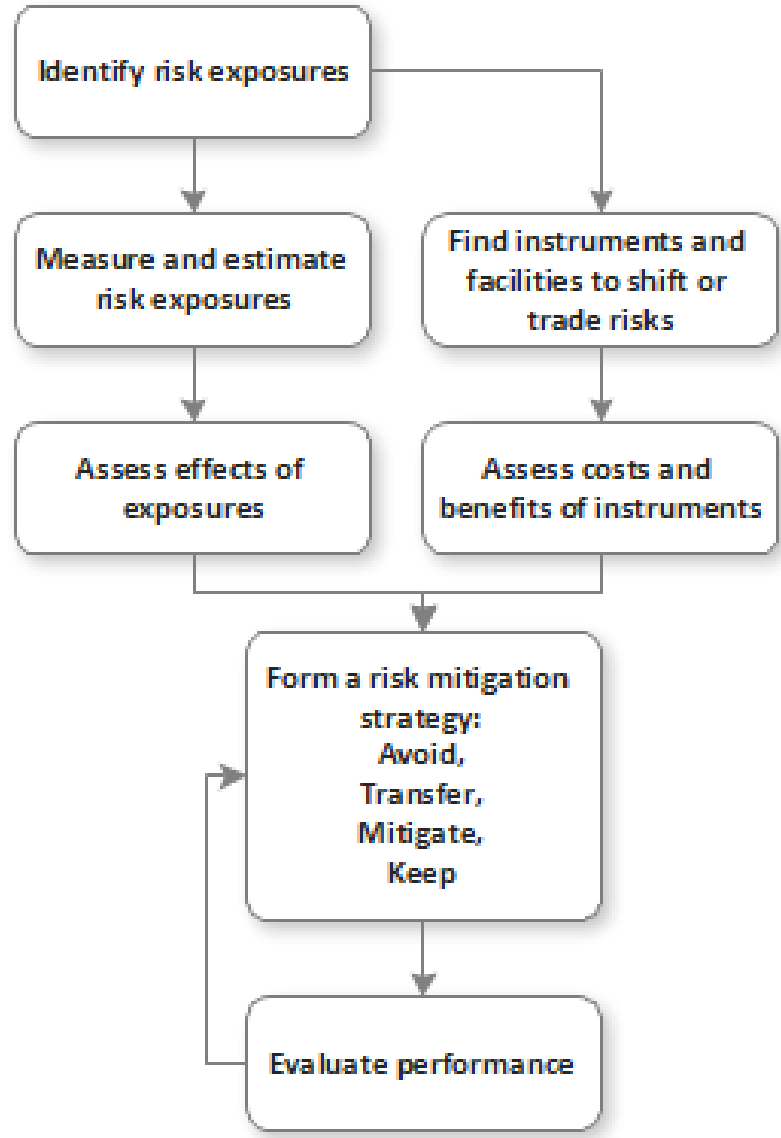 Identify risk exposures
Measure and estimate
risk exposures
Find instruments and
facilities to shift or
trade risks
Assess effects of
exposures
Assess costs and
benefits of instruments
Form a risk mitigation
strategy:
Avoid,
Transfer,
Mitigate,
Keep
Evaluate performance